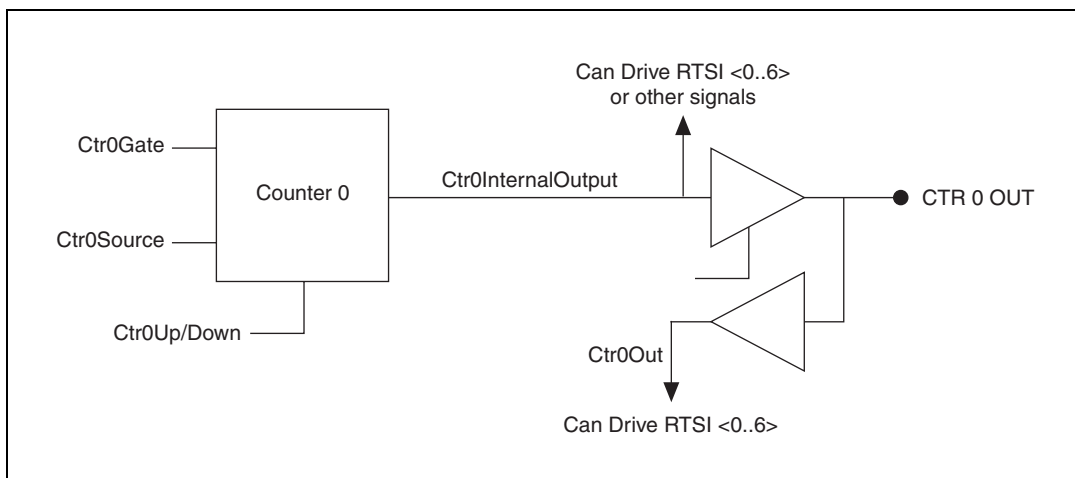 Can Drive RTSI <0..6>
or other signals
Ctr0Gate
Ctr0InternalOutput
Counter 0
CTR 0 OUT
Ctr0Source
Ctr0Up/Down
Ctr0Out
Can Drive RTSI <0..6>